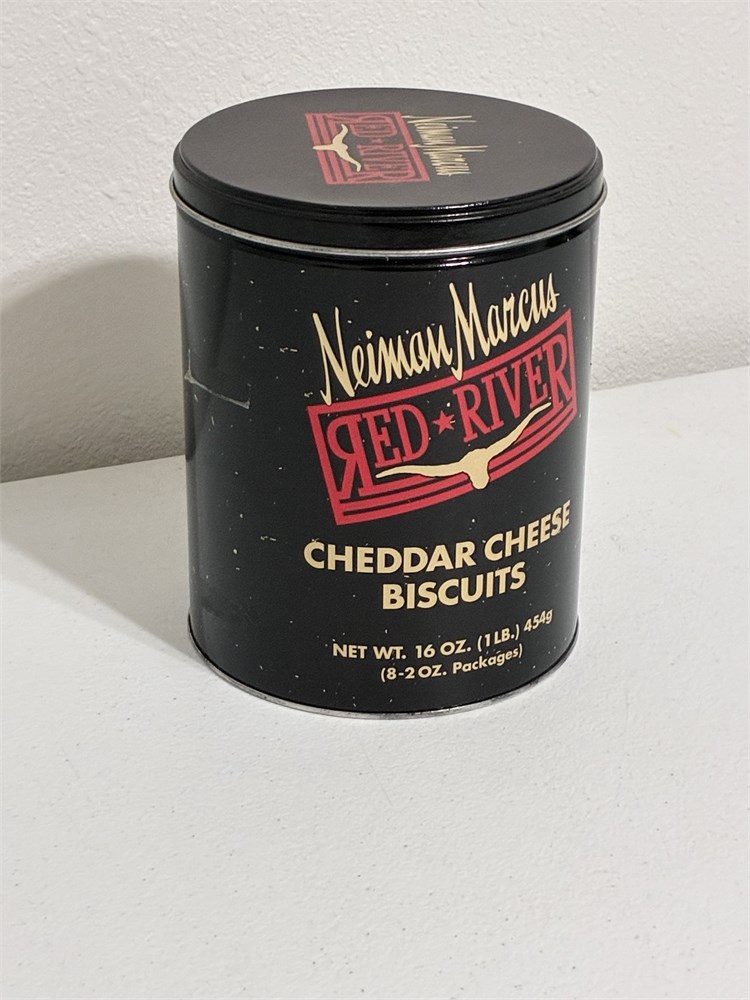 Neiman Marcus
RED★RIVER
Neiman Marcus
RED★RIVER
CHEDDAR CHEESE
BISCUITS
NET WT. 16 OZ. (1 LB.) 454g
(8-2 OZ. Packages)